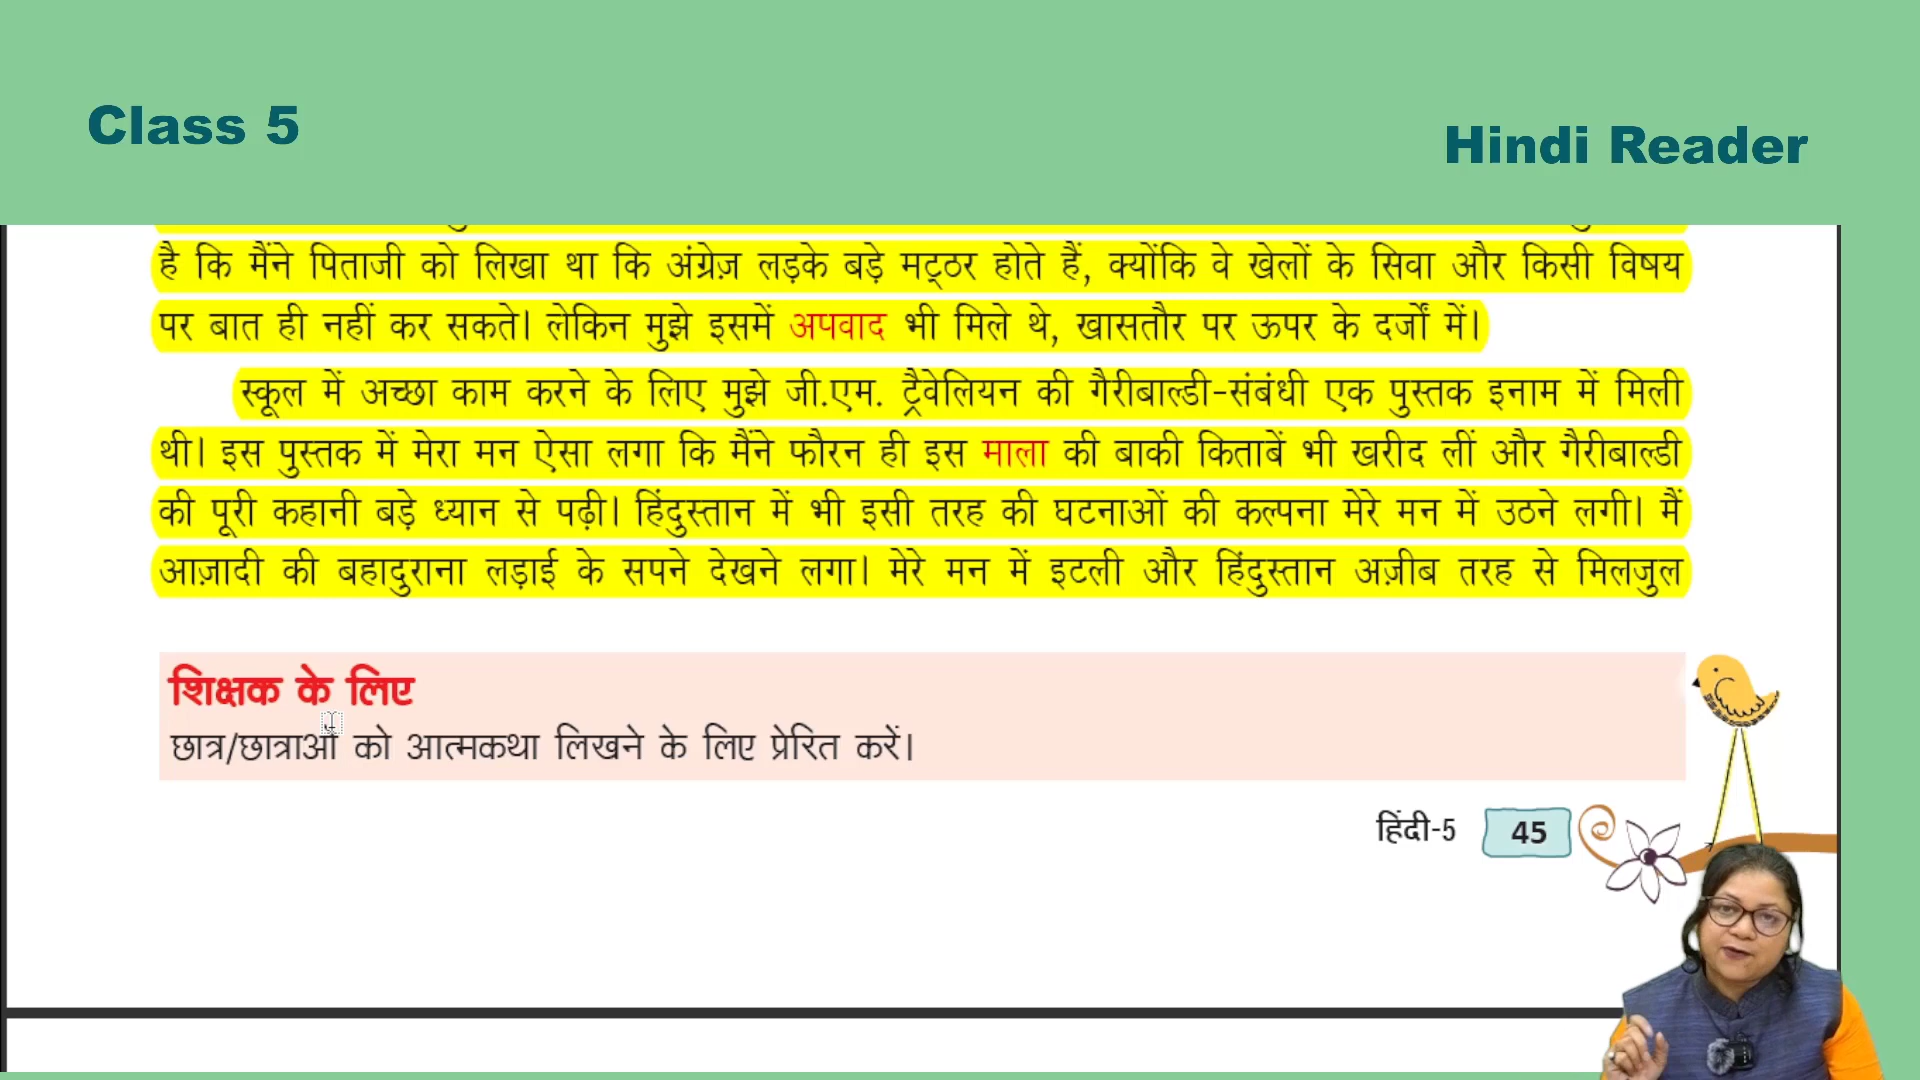 Class 5
Hindi Reader
है कि मैंने पिताजी को लिखा था कि अंग्रेज़ लड़के बड़े मट्ठर होते हैं, क्योंकि वे खेलों के सिवा और किसी विषय
पर बात ही नहीं कर सकते। लेकिन मुझे इसमें अपवाद भी मिले थे, खासतौर पर ऊपर के दर्जों में।
स्कूल में अच्छा काम करने के लिए मुझे जी.एम. ट्रैवेलियन की गैरीबाल्डी-संबंधी एक पुस्तक इनाम में मिली
थी। इस पुस्तक में मेरा मन ऐसा लगा कि मैंने फौरन ही इस माला की बाकी किताबें भी खरीद लीं और गैरीबाल्डी
की पूरी कहानी बड़े ध्यान से पढ़ी। हिंदुस्तान में भी इसी तरह की घटनाओं की कल्पना मेरे मन में उठने लगी। मैं
आज़ादी की बहादुराना लड़ाई के सपने देखने लगा। मेरे मन में इटली और हिंदुस्तान अज़ीब तरह से मिलजुल
शिक्षक के लिए
छात्र/छात्राओं को आत्मकथा लिखने के लिए प्रेरित करें।
हिंदी-5 45